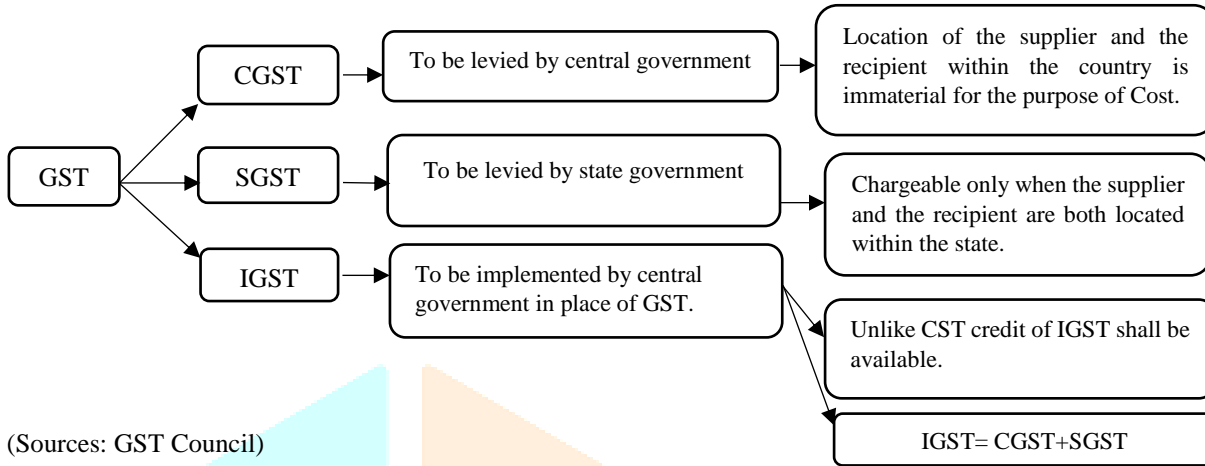 GST
CGST
To be levied by central government
Location of the supplier and the
recipient within the country is
immaterial for the purpose of Cost.
SGST
To be levied by state government
Chargeable only when the supplier
and the recipient are both located
within the state.
IGST
To be implemented by central
government in place of GST.
Unlike CST credit of IGST shall be
available.
IGST= CGST+SGST
(Sources: GST Council)